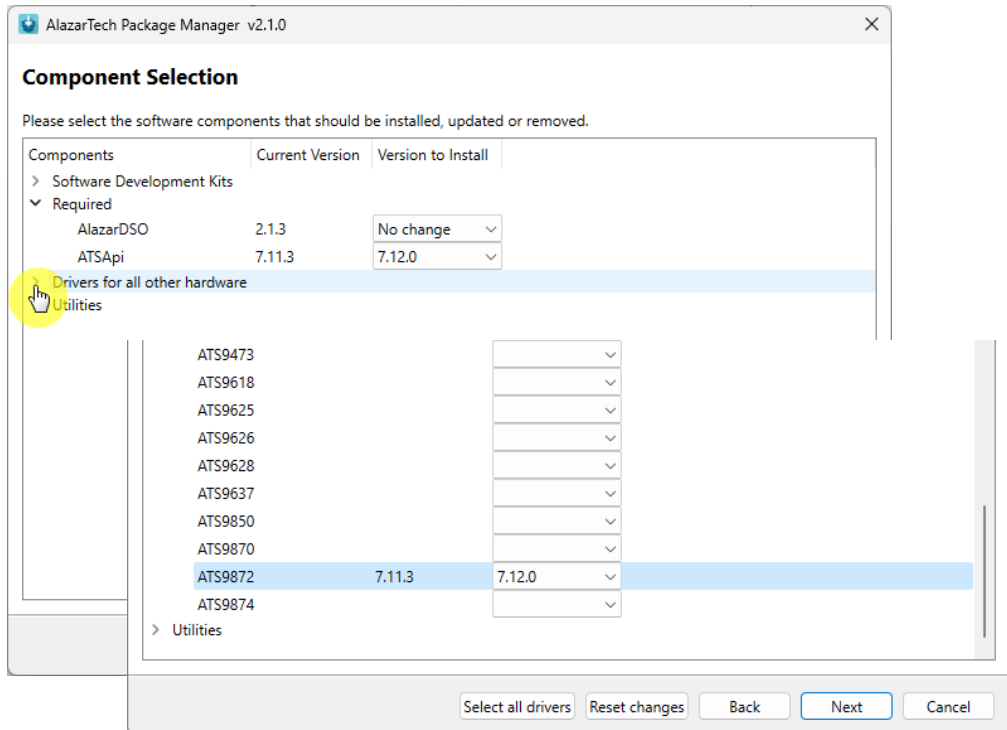 AlazarTech Package Manager v2.1.0
Component Selection
Please select the software components that should be installed, updated or removed.
Components Current Version Version to Install
Software Development Kits
Required
AlazarDSO 2.1.3 No change
ATSApi 7.11.3 7.12.0
Drivers for all other hardware
Utilities
ATS9473
ATS9618
ATS9625
ATS9626
ATS9628
ATS9637
ATS9850
ATS9870
ATS9872 7.11.3 7.12.0
ATS9874
Utilities
Select all drivers Reset changes Back Next Cancel